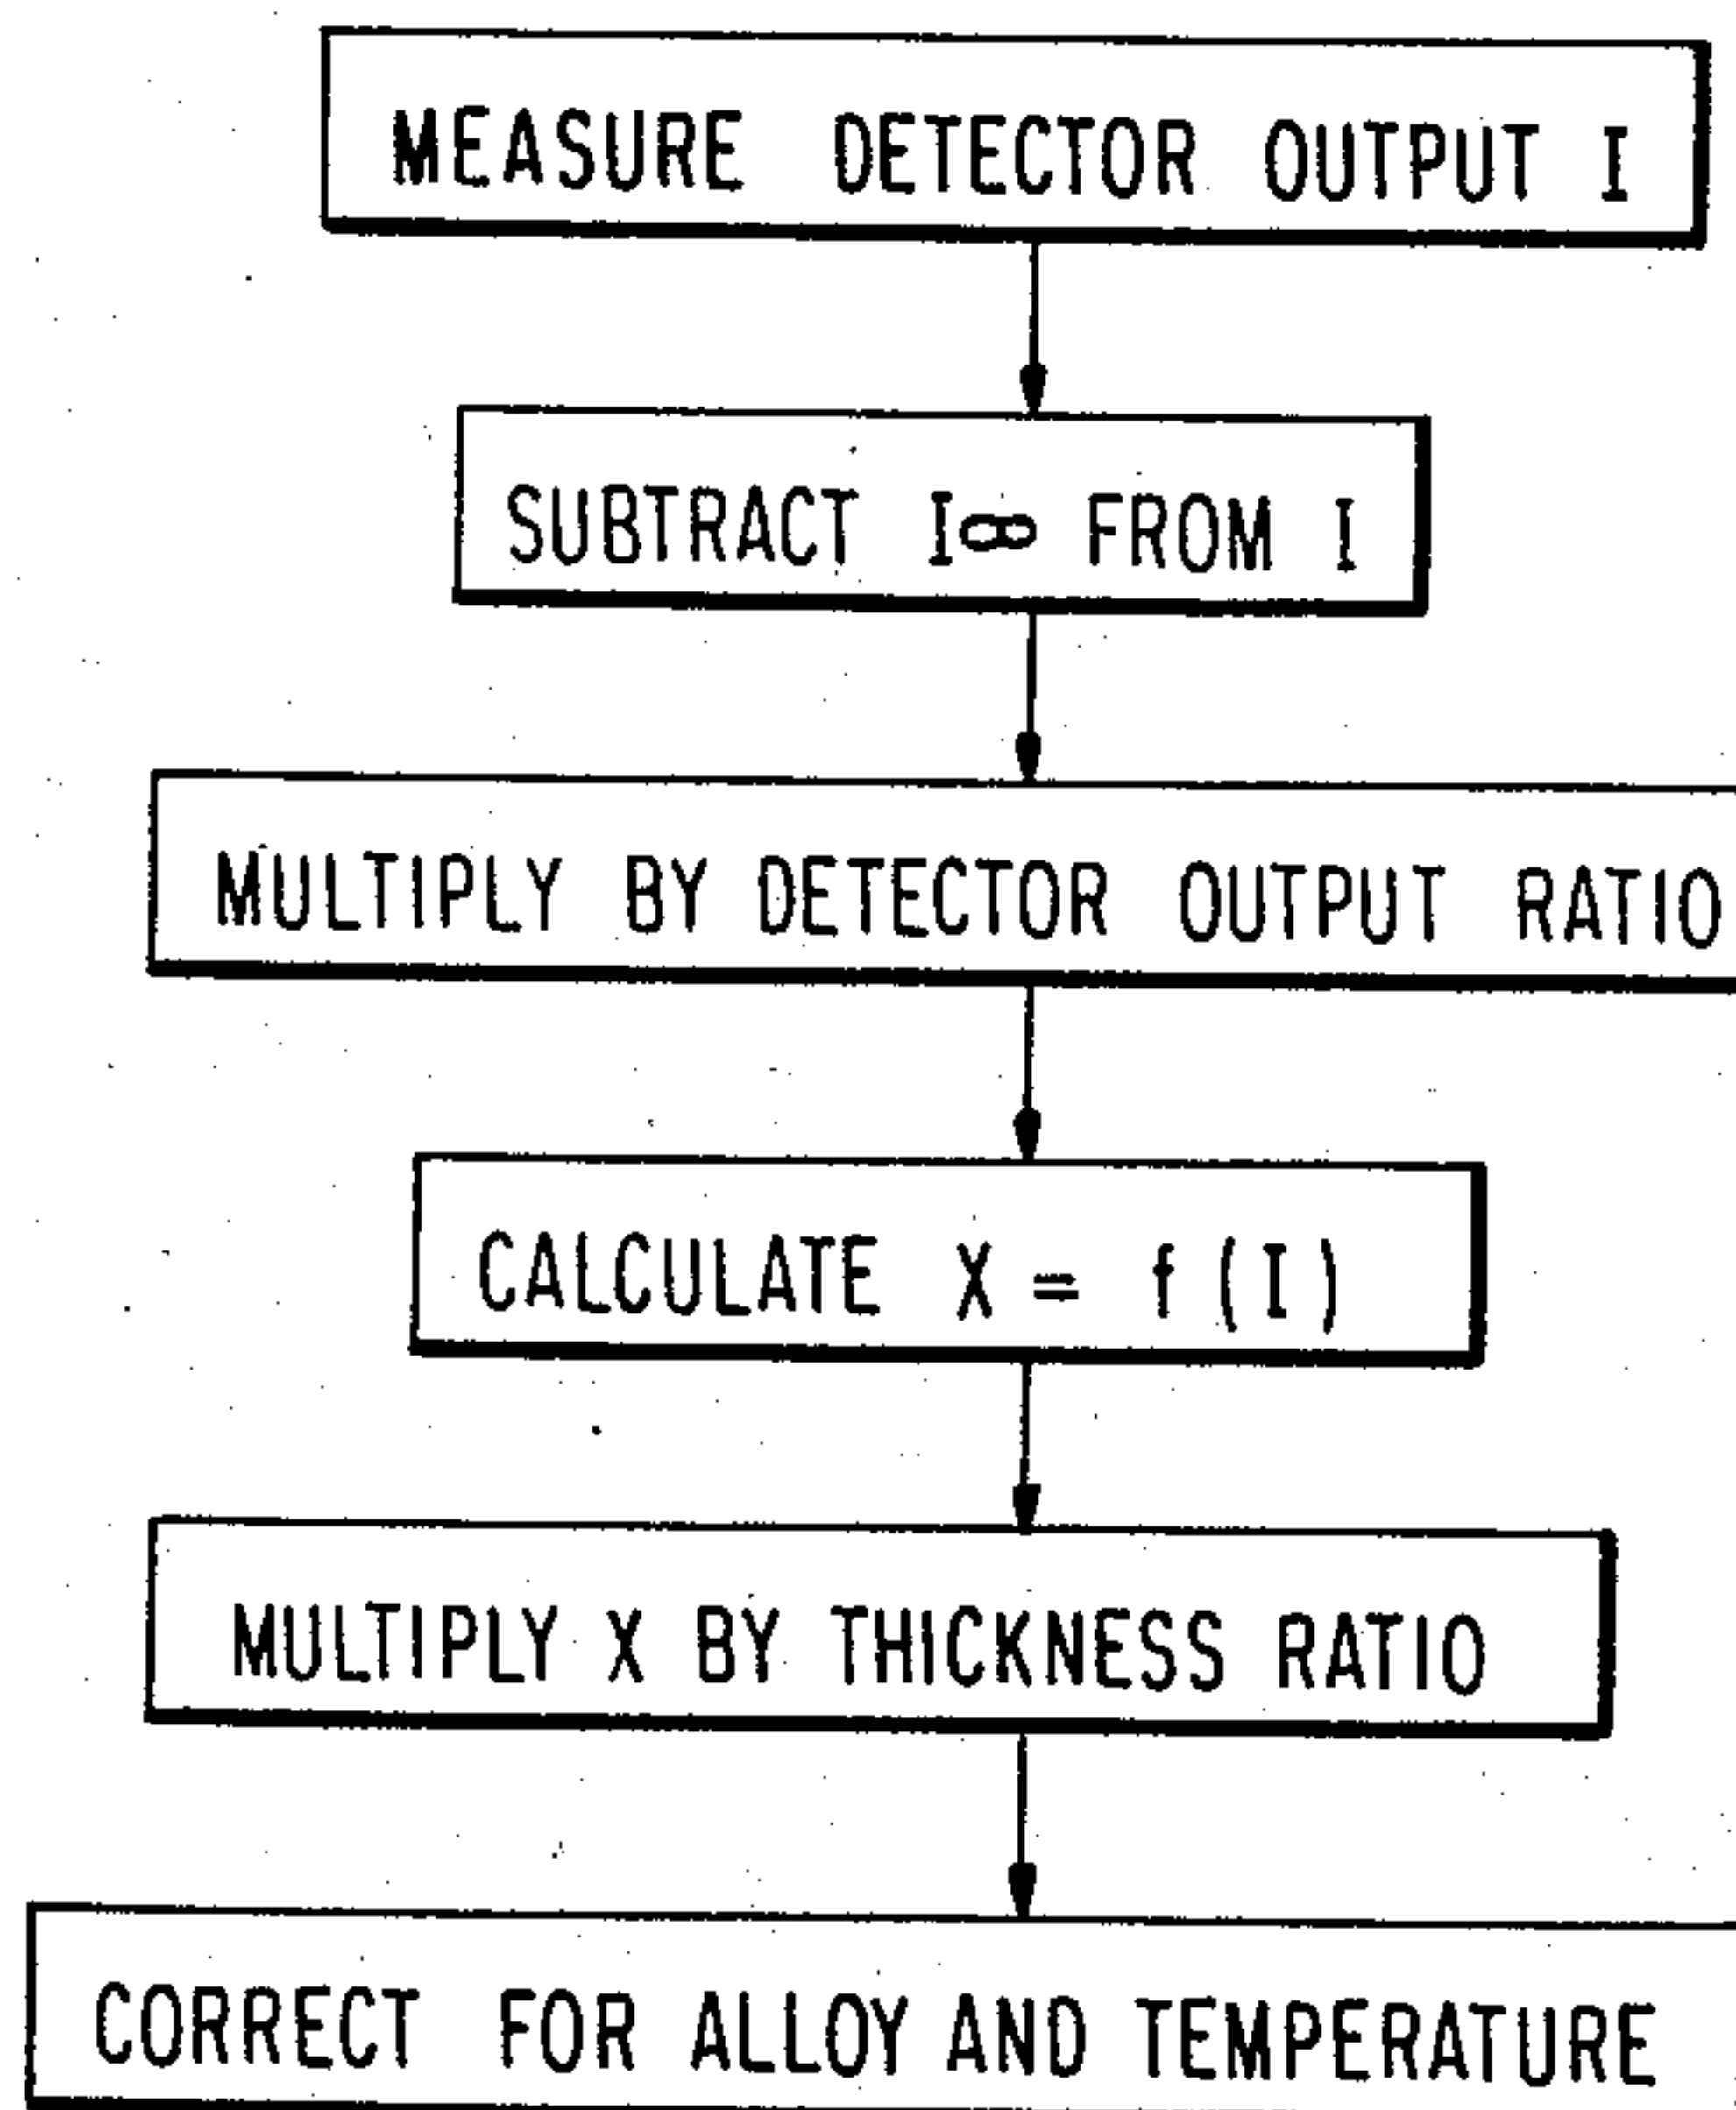 MEASURE DETECTOR OUTPUT I
SUBTRACT I∞ FROM I
MULTIPLY BY DETECTOR OUTPUT RATIO
CALCULATE X = f (I)
MULTIPLY X BY THICKNESS RATIO
CORRECT FOR ALLOY AND TEMPERATURE